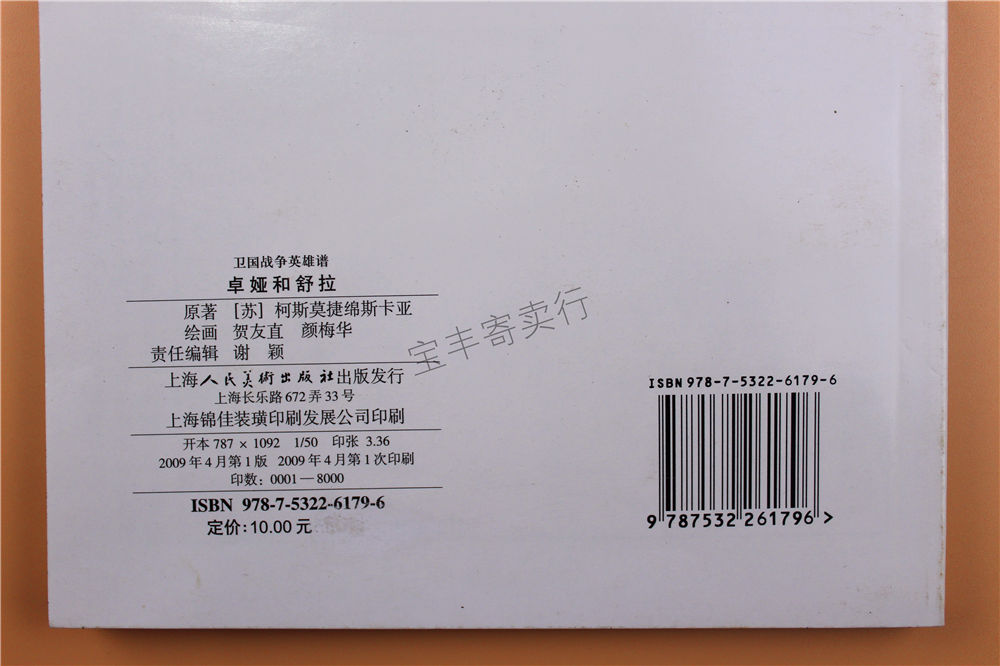 卫国战争英雄谱
卓娅和舒拉
原著 [苏] 柯斯莫捷绵斯卡亚
绘画 贺友直 颜梅华
责任编辑 谢 颖
上海人民美術出版社出版发行
上海长乐路672弄33号
上海锦佳装璜印刷发展公司印刷
开本 787 × 1092 1/50 印张 3.36
2009年4月第1版 2009年4月第1次印刷
印数: 0001—8000
ISBN 978-7-5322-6179-6
定价:10.00元
宝丰寄卖行
ISBN 978-7-5322-6179-6
9 787532 261796 >